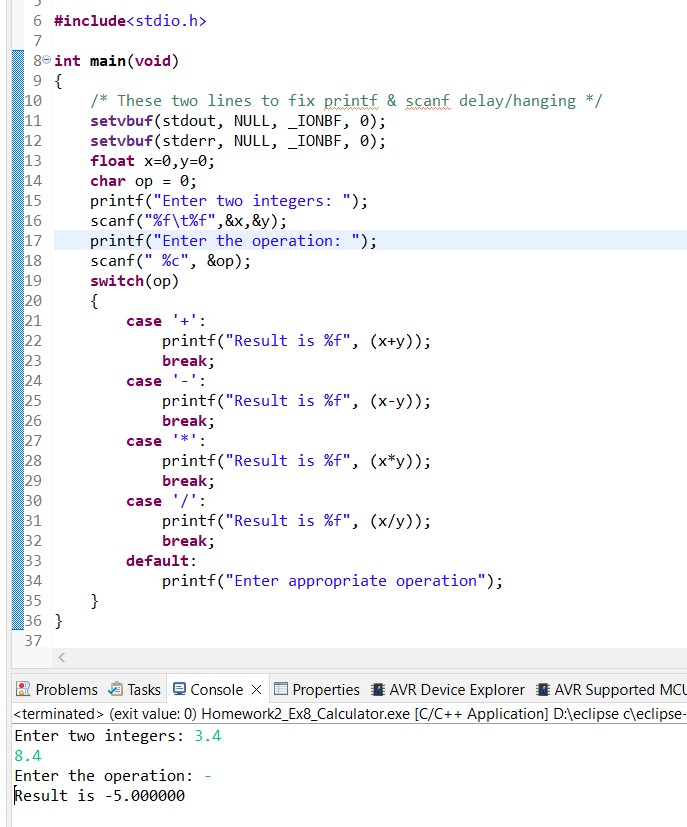 5
6 #include<stdio.h>
7
8 int main(void)
9 {
10 /* These two lines to fix printf & scanf delay/hanging */
11 setvbuf(stdout, NULL, _IONBF, 0);
12 setvbuf(stderr, NULL, _IONBF, 0);
13 float x=0,y=0;
14 char op = 0;
15 printf("Enter two integers: ");
16 scanf("%f\t%f",&x,&y);
17 printf("Enter the operation: ");
18 scanf(" %c", &op);
19 switch(op)
20 {
21 case '+':
22 printf("Result is %f", (x+y));
23 break;
24 case '-':
25 printf("Result is %f", (x-y));
26 break;
27 case '*':
28 printf("Result is %f", (x*y));
29 break;
30 case '/':
31 printf("Result is %f", (x/y));
32 break;
33 default:
34 printf("Enter appropriate operation");
35 }
36 }
37
Problems Tasks Console Properties AVR Device Explorer AVR Supported MCU
<terminated> (exit value: 0) Homework2_Ex8_Calculator.exe [C/C++ Application] D:\eclipse c\eclipse-
Enter two integers: 3.4
8.4
Enter the operation: -
Result is -5.000000